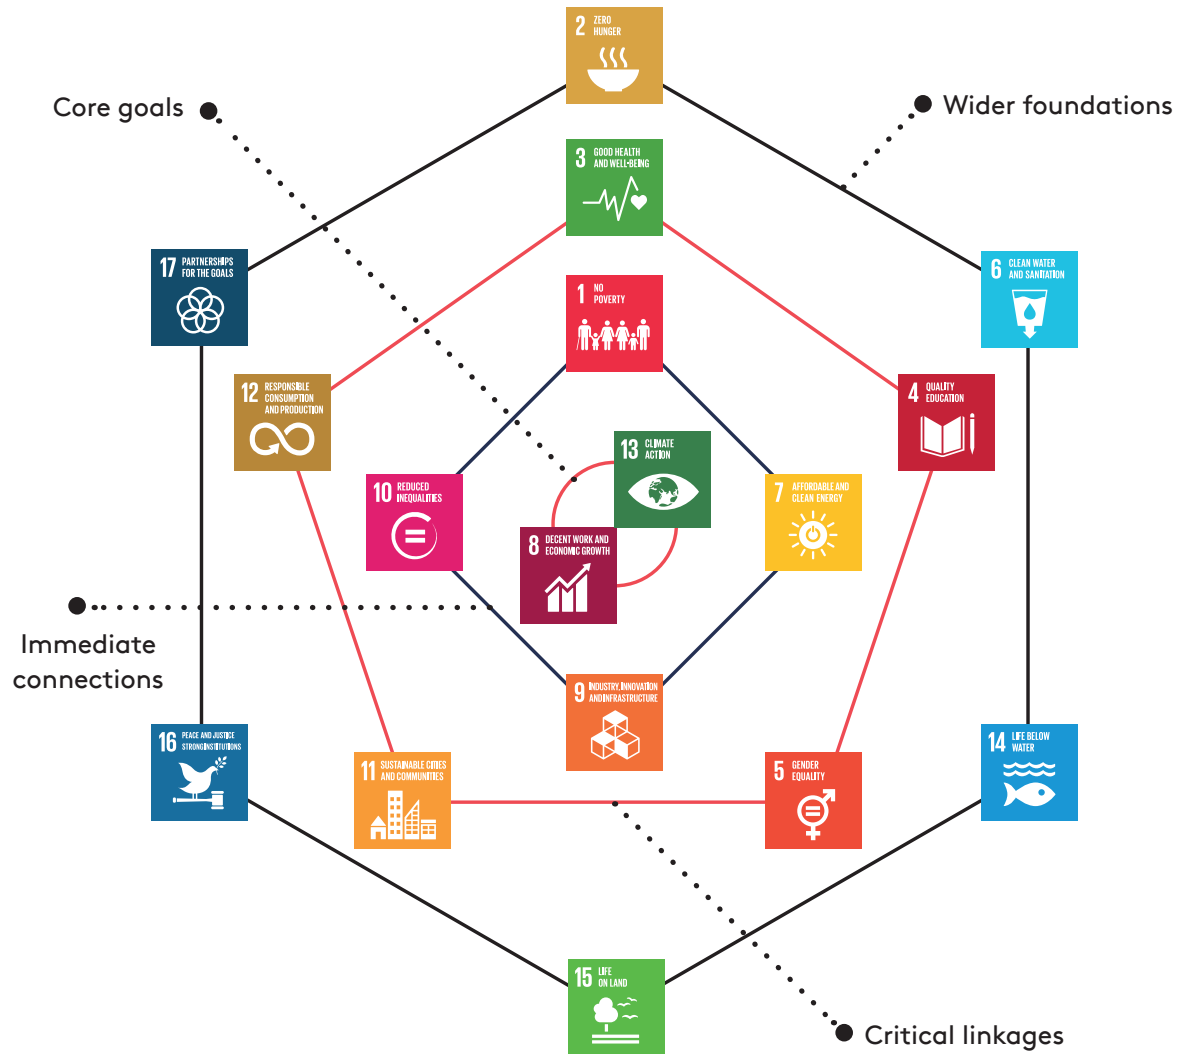 2 ZERO
HUNGER
Core goals
Wider foundations
3 GOOD HEALTH
AND WELL-BEING
17 PARTNERSHIPS
FOR THE GOALS
6 CLEAN WATER
AND SANITATION
1 NO
POVERTY
12 RESPONSIBLE
CONSUMPTION
AND PRODUCTION
4 QUALITY
EDUCATION
13 CLIMATE
ACTION
10 REDUCED
INEQUALITIES
7 AFFORDABLE AND
CLEAN ENERGY
8 DECENT WORK AND
ECONOMIC GROWTH
Immediate
connections
9 INDUSTRY, INNOVATION
AND INFRASTRUCTURE
16 PEACE AND JUSTICE
STRONG INSTITUTIONS
14 LIFE BELOW
WATER
11 SUSTAINABLE CITIES
AND COMMUNITIES
5 GENDER
EQUALITY
15 LIFE
ON LAND
Critical linkages